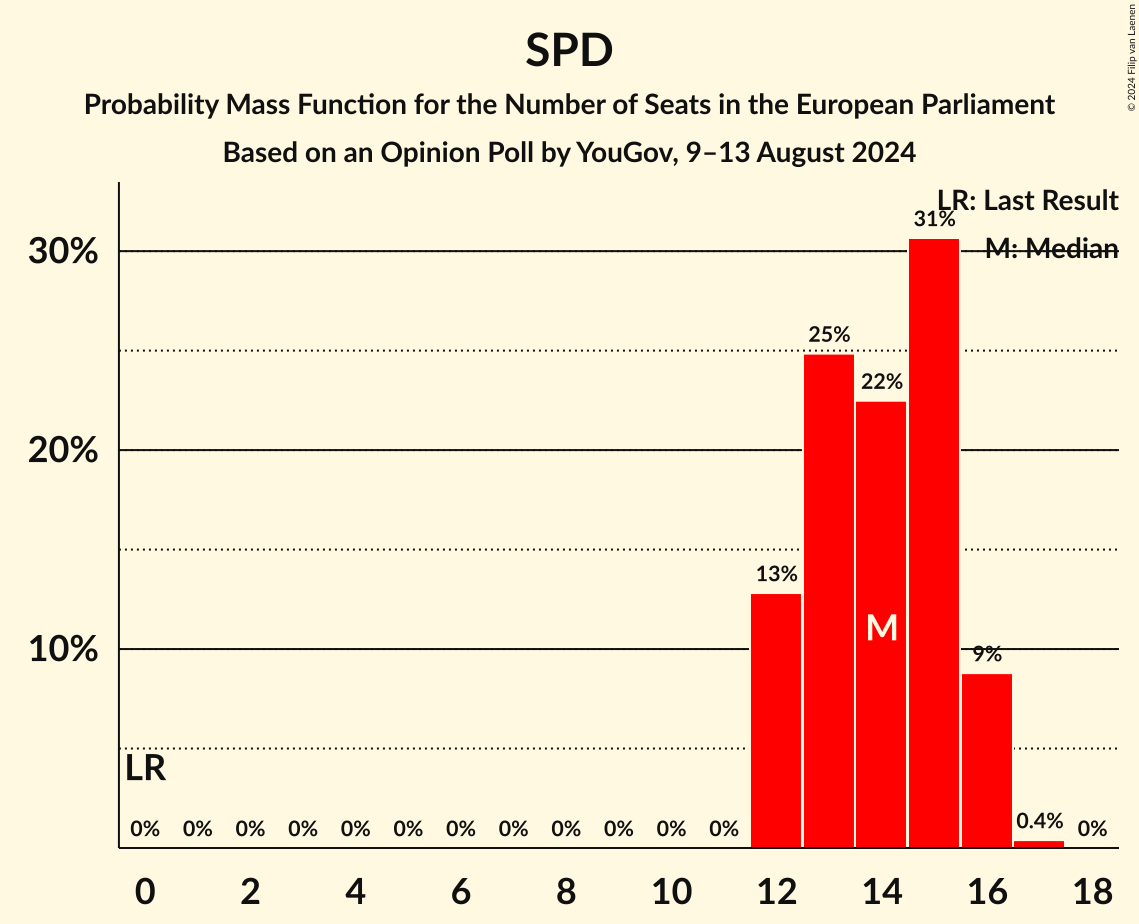 SPD
Probability Mass Function for the Number of Seats in the European Parliament
Based on an Opinion Poll by YouGov, 9–13 August 2024
© 2024 Filip van Laenen
LR: Last Result
M: Median
30%
20%
10%
31%
25%
22%
13%
M
9%
LR
0% 0% 0% 0% 0% 0% 0% 0% 0% 0% 0% 0% 0.4% 0%
0 2 4 6 8 10 12 14 16 18